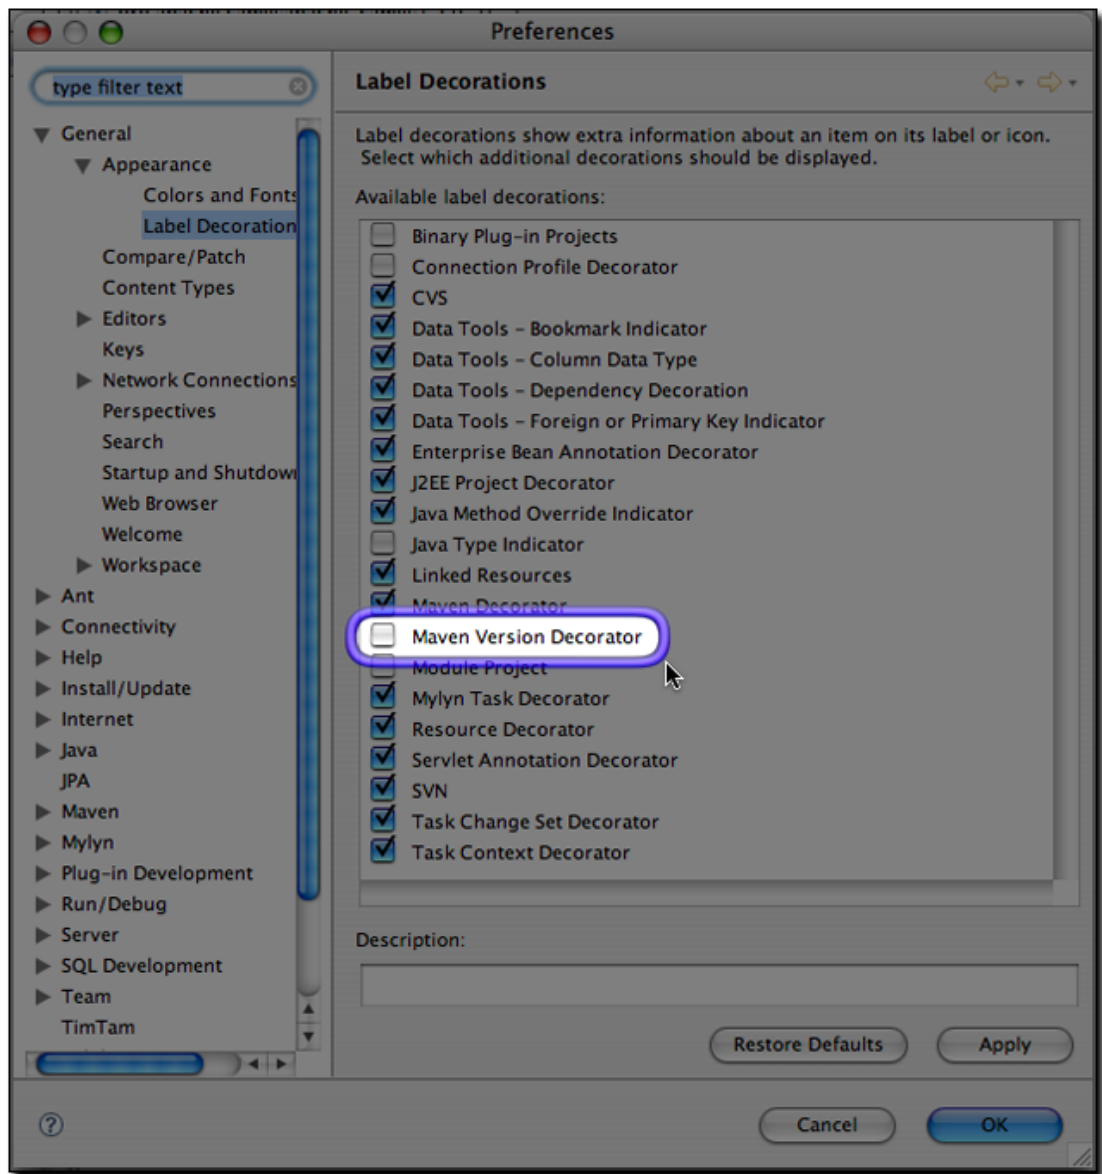 Preferences
type filter text
General
Appearance
Colors and Fonts
Label Decoration
Compare/Patch
Content Types
Editors
Keys
Network Connections
Perspectives
Search
Startup and Shutdow
Web Browser
Welcome
Workspace
Ant
Connectivity
Help
Install/Update
Internet
Java
JPA
Maven
Mylyn
Plug-in Development
Run/Debug
Server
SQL Development
Team
TimTam
Label Decorations
Label decorations show extra information about an item on its label or icon.
Select which additional decorations should be displayed.
Available label decorations:
Binary Plug-in Projects
Connection Profile Decorator
CVS
Data Tools - Bookmark Indicator
Data Tools - Column Data Type
Data Tools - Dependency Decoration
Data Tools - Foreign or Primary Key Indicator
Enterprise Bean Annotation Decorator
J2EE Project Decorator
Java Method Override Indicator
Java Type Indicator
Linked Resources
Maven Decorator
Maven Version Decorator
Module Project
Mylyn Task Decorator
Resource Decorator
Servlet Annotation Decorator
SVN
Task Change Set Decorator
Task Context Decorator
Description:
Restore Defaults
Apply
?
Cancel
OK